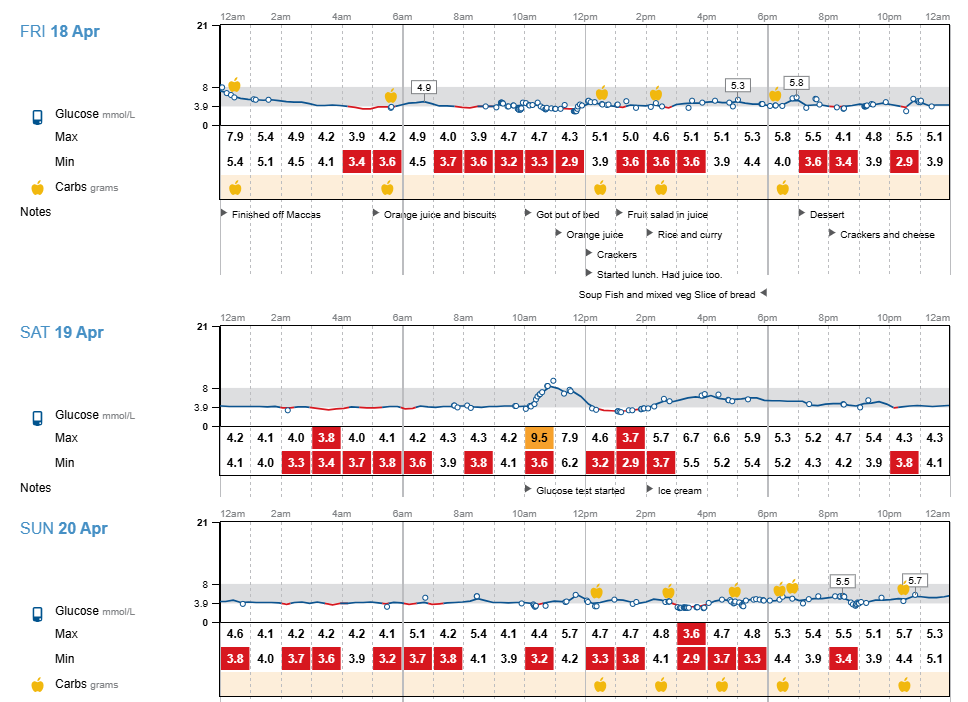 12am 2am 4am 6am 8am 10am 12pm 2pm 4pm 6pm 8pm 10pm 12am
FRI 18 Apr
21
8
3.9
0
4.9
5.3
5.8
Glucose mmol/L
Max 7.9 5.4 4.9 4.2 3.9 4.2 4.9 4.0 3.9 4.7 4.7 4.3 5.1 5.0 4.6 5.1 5.1 5.3 5.8 5.5 4.1 4.8 5.5 5.1
Min 5.4 5.1 4.5 4.1 3.4 3.6 4.5 3.7 3.6 3.2 3.3 2.9 3.9 3.6 3.6 3.6 3.9 4.4 4.0 3.6 3.4 3.9 2.9 3.9
Carbs grams
Notes
Finished off Maccas
Orange juice and biscuits
Got out of bed
Fruit salad in juice
Dessert
Orange juice
Rice and curry
Crackers and cheese
Crackers
Started lunch. Had juice too.
Soup Fish and mixed veg Slice of bread
12am 2am 4am 6am 8am 10am 12pm 2pm 4pm 6pm 8pm 10pm 12am
SAT 19 Apr
21
8
3.9
0
Glucose mmol/L
Max 4.2 4.1 4.0 3.8 4.0 4.1 4.2 4.3 4.3 4.2 9.5 7.9 4.6 3.7 5.7 6.7 6.6 5.9 5.3 5.2 4.7 5.4 4.3 4.3
Min 4.1 4.0 3.3 3.4 3.7 3.8 3.6 3.9 3.8 4.1 3.6 6.2 3.2 2.9 3.7 5.5 5.2 5.4 5.2 4.3 4.2 3.9 3.8 4.1
Notes
Glucose test started
Ice cream
12am 2am 4am 6am 8am 10am 12pm 2pm 4pm 6pm 8pm 10pm 12am
SUN 20 Apr
21
8
3.9
0
5.5
5.7
Glucose mmol/L
Max 4.6 4.1 4.2 4.2 4.2 4.1 5.1 4.2 5.4 4.1 4.4 5.7 4.7 4.7 4.8 3.6 4.7 4.8 5.3 5.4 5.5 5.1 5.7 5.3
Min 3.8 4.0 3.7 3.6 3.9 3.2 3.7 3.8 4.1 3.9 3.2 4.2 3.3 3.8 4.1 2.9 3.7 3.3 4.4 3.9 3.4 3.9 4.4 5.1
Carbs grams